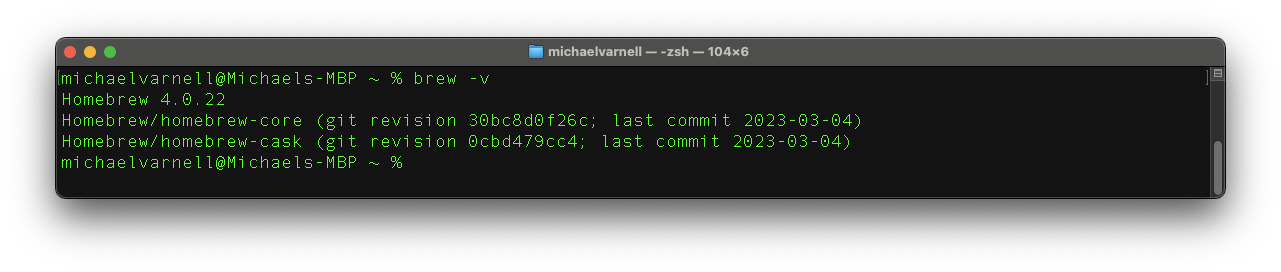 michaelvarnell — -zsh — 104×6
[michaelvarnell@Michaels-MBP ~ % brew -v ]
Homebrew 4.0.22
Homebrew/homebrew-core (git revision 30bc8d0f26c; last commit 2023-03-04)
Homebrew/homebrew-cask (git revision 0cbd479cc4; last commit 2023-03-04)
michaelvarnell@Michaels-MBP ~ %